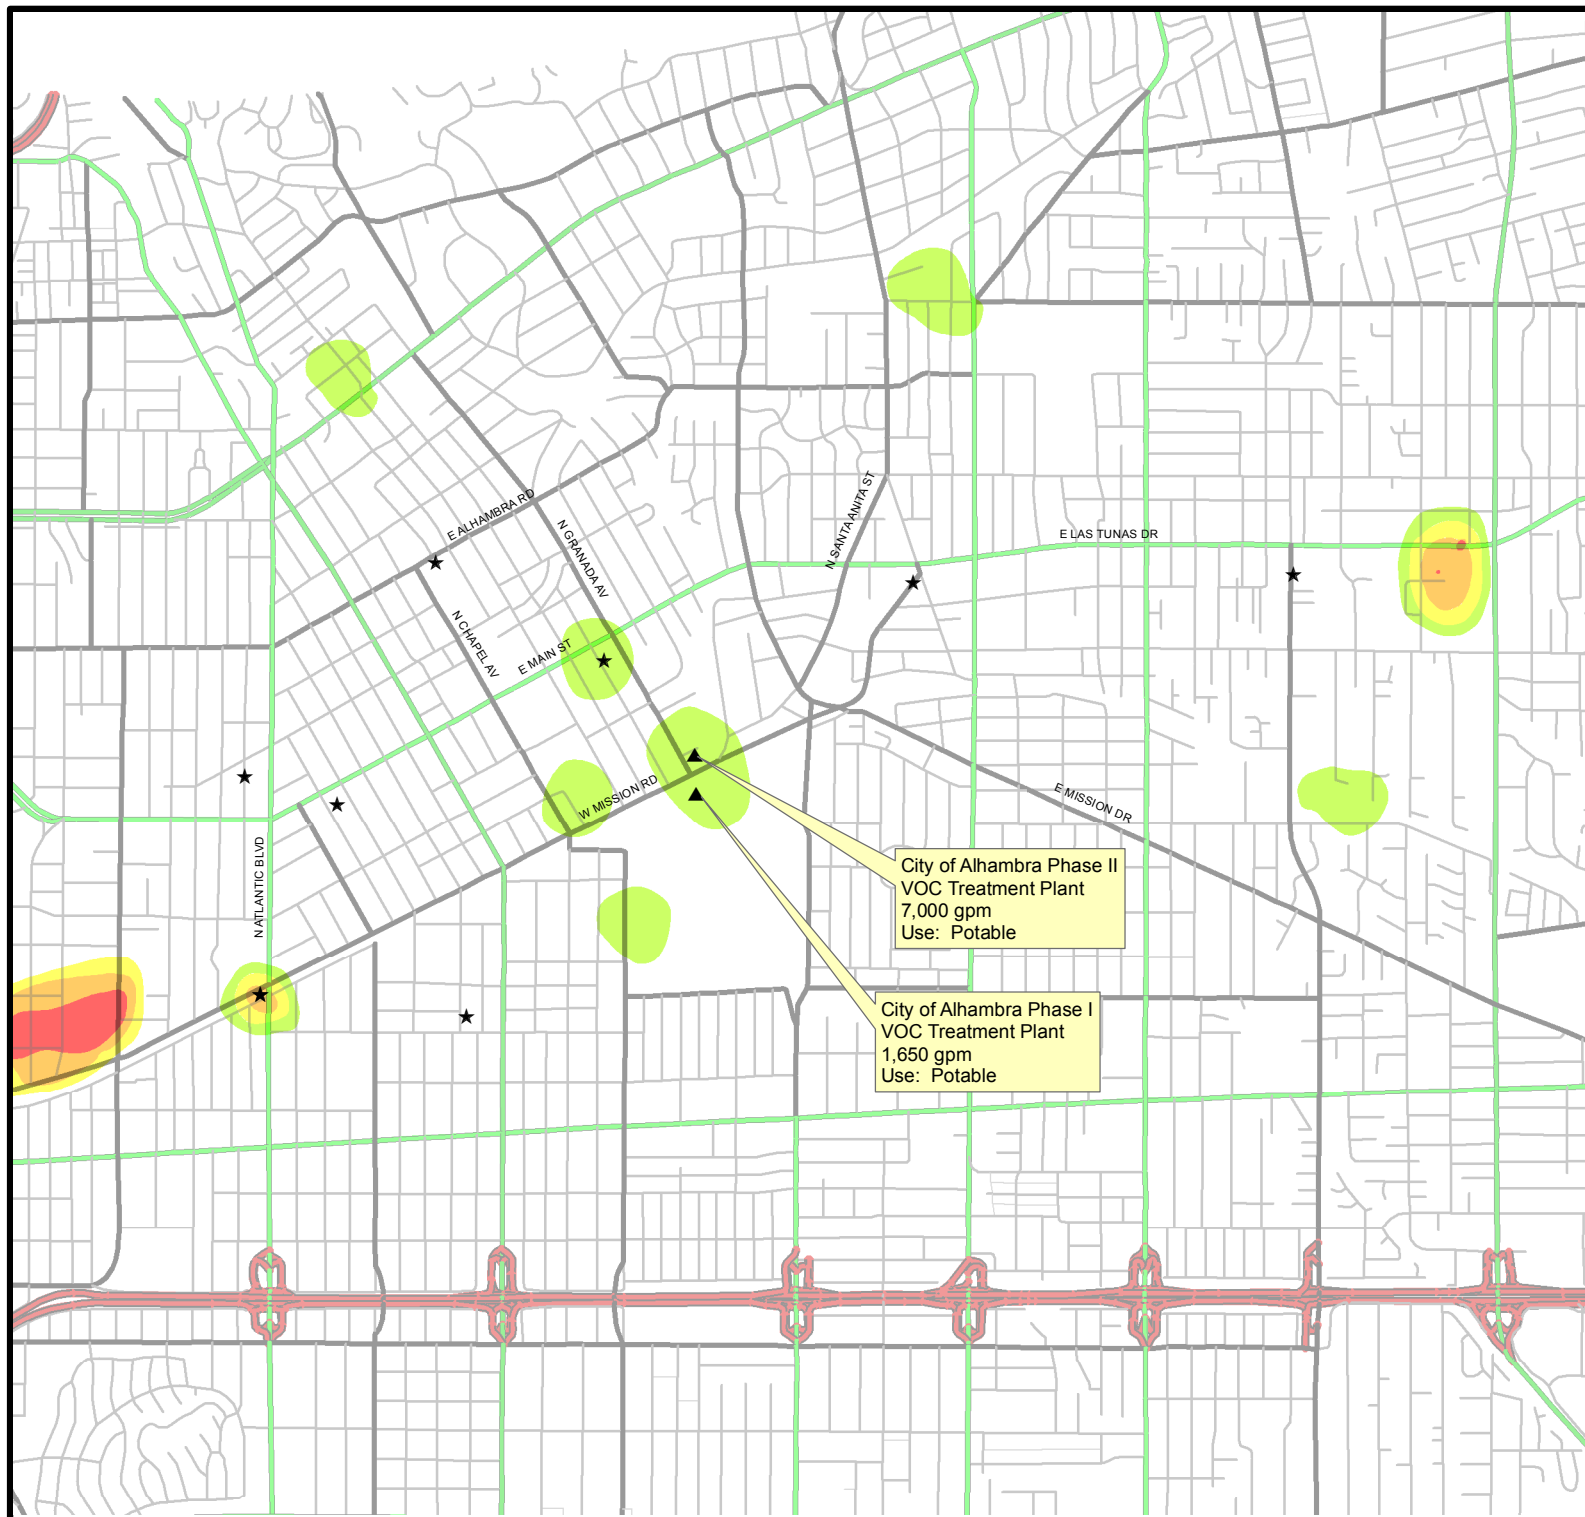 E ALHAMBRA RD
N GRANADA AV
N SANTA ANITA ST
E LAS TUNAS DR
N CHAPEL AV
E MAIN ST
W MISSION RD
E MISSION DR
N ATLANTIC BLVD
City of Alhambra Phase II
VOC Treatment Plant
7,000 gpm
Use: Potable
City of Alhambra Phase I
VOC Treatment Plant
1,650 gpm
Use: Potable